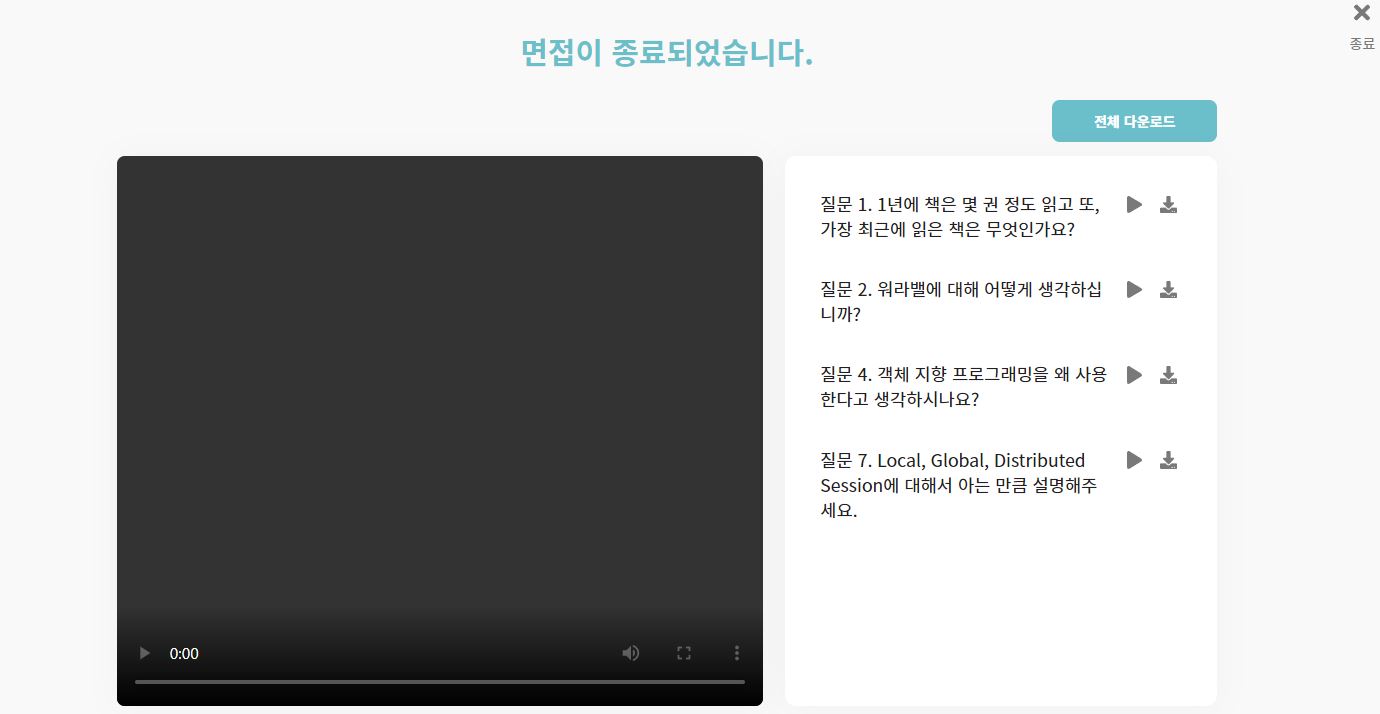 종료
면접이 종료되었습니다.
전체 다운로드
질문 1. 1년에 책은 몇 권 정도 읽고 또,
가장 최근에 읽은 책은 무엇인가요?
질문 2. 워라밸에 대해 어떻게 생각하십
니까?
질문 4. 객체 지향 프로그래밍을 왜 사용
한다고 생각하시나요?
질문 7. Local, Global, Distributed
Session에 대해서 아는 만큼 설명해주
세요.
0:00